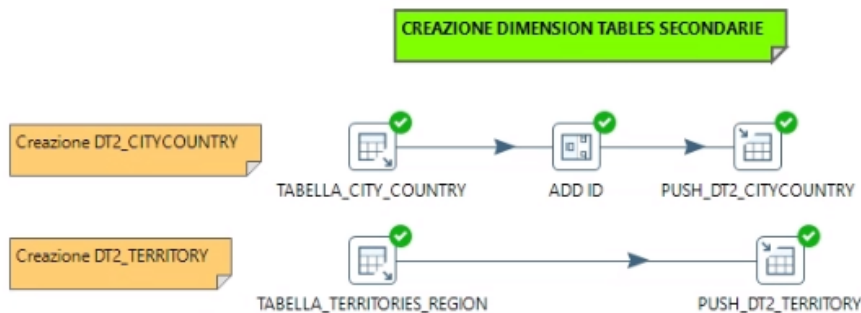 CREAZIONE DIMENSION TABLES SECONDARIE
Creazione DT2_CITYCOUNTRY
TABELLA_CITY_COUNTRY
ADD ID
PUSH_DT2_CITYCOUNTRY
Creazione DT2_TERRITORY
TABELLA_TERRITORIES_REGION
PUSH_DT2_TERRITORY